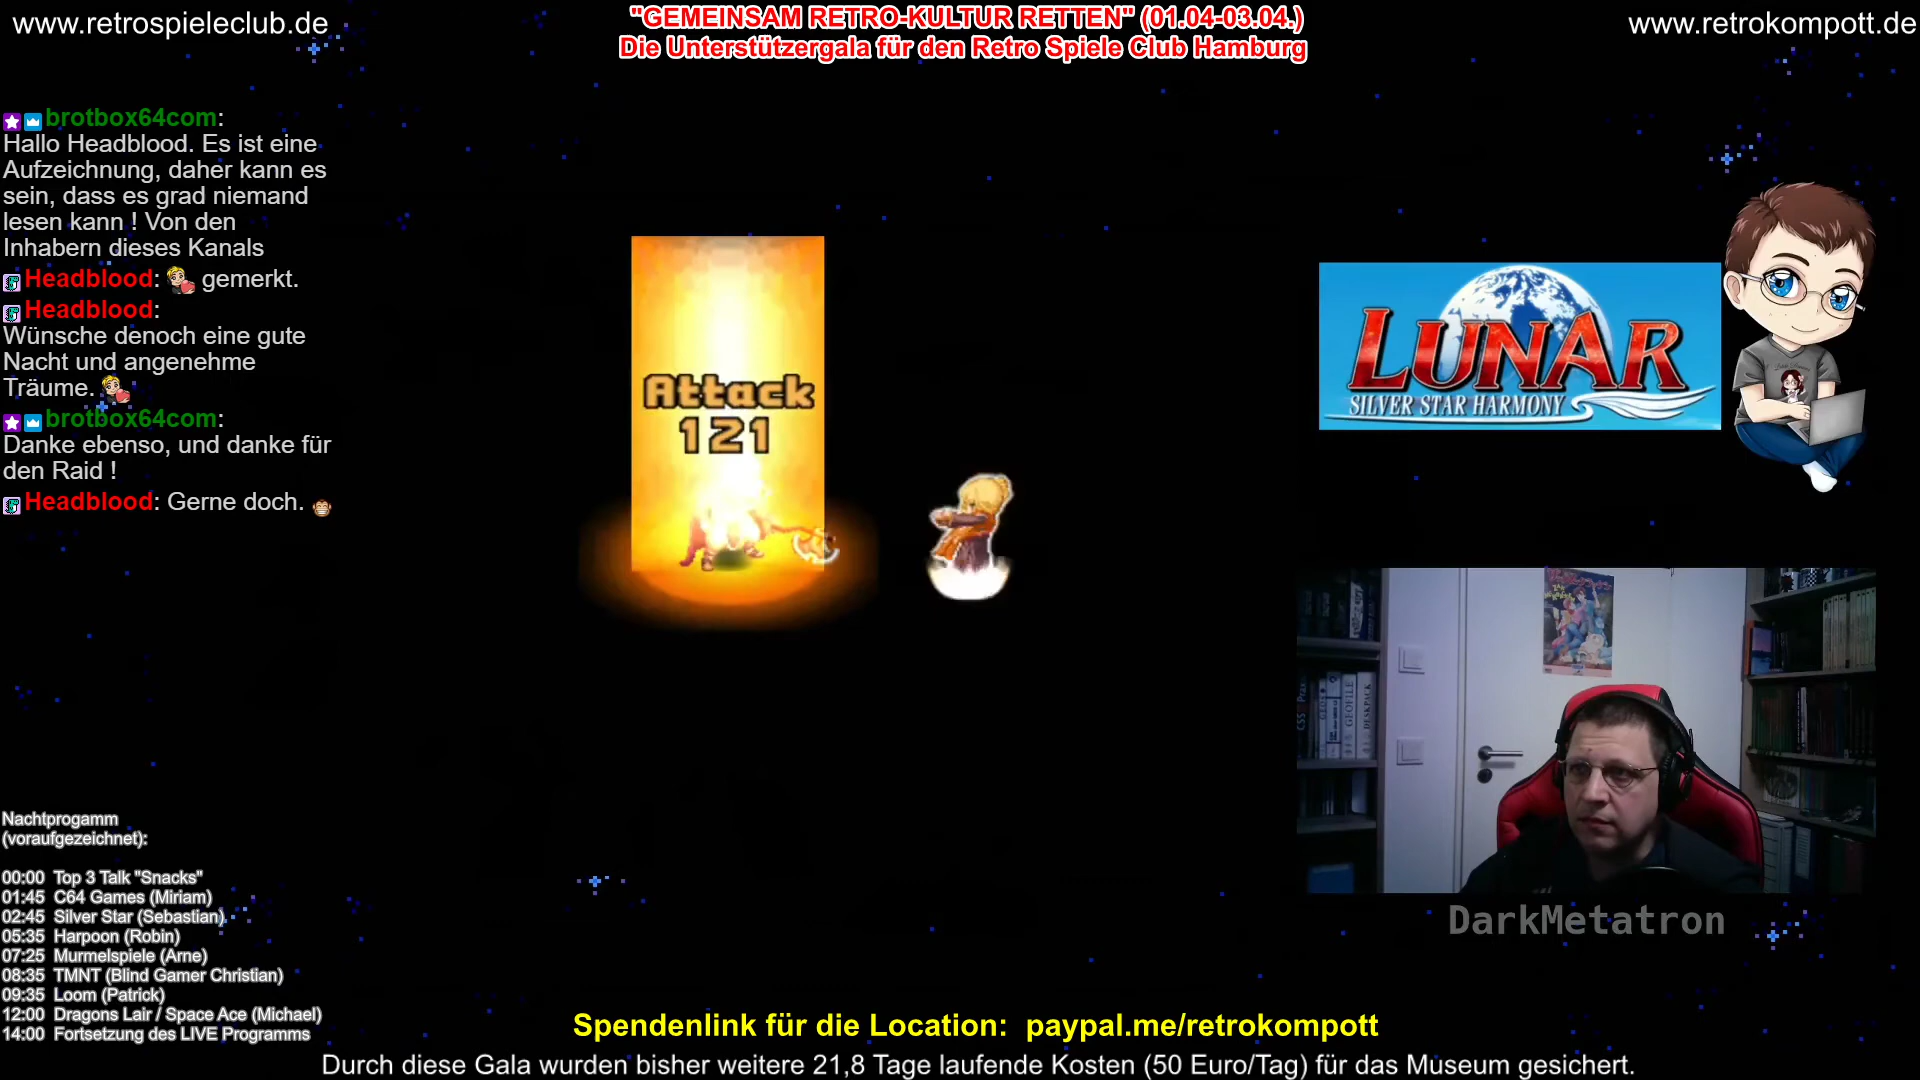 www.retrospieleclub.de
"GEMEINSAM RETRO-KULTUR RETTEN" (01.04-03.04.)
Die Unterstützergala für den Retro Spiele Club Hamburg
www.retrokompott.de
brotbox64com:
Hallo Headblood. Es ist eine
Aufzeichnung, daher kann es
sein, dass es grad niemand
lesen kann ! Von den
Inhabern dieses Kanals
Headblood: gemerkt.
Headblood:
Wünsche denoch eine gute
Nacht und angenehme
Träume.
brotbox64com:
Danke ebenso, und danke für
den Raid !
Headblood: Gerne doch.
Attack
121
LUNAR
SILVER STAR HARMONY
CSS
GEOFILE
DESKPACK
DarkMetatron
Nachtprogamm
(voraufgezeichnet):
00:00 Top 3 Talk "Snacks"
01:45 C64 Games (Miriam)
02:45 Silver Star (Sebastian)
05:35 Harpoon (Robin)
07:25 Murmelspiele (Arne)
08:35 TMNT (Blind Gamer Christian)
09:35 Loom (Patrick)
12:00 Dragons Lair / Space Ace (Michael)
14:00 Fortsetzung des LIVE Programms
Spendenlink für die Location: paypal.me/retrokompott
Durch diese Gala wurden bisher weitere 21,8 Tage laufende Kosten (50 Euro/Tag) für das Museum gesichert.